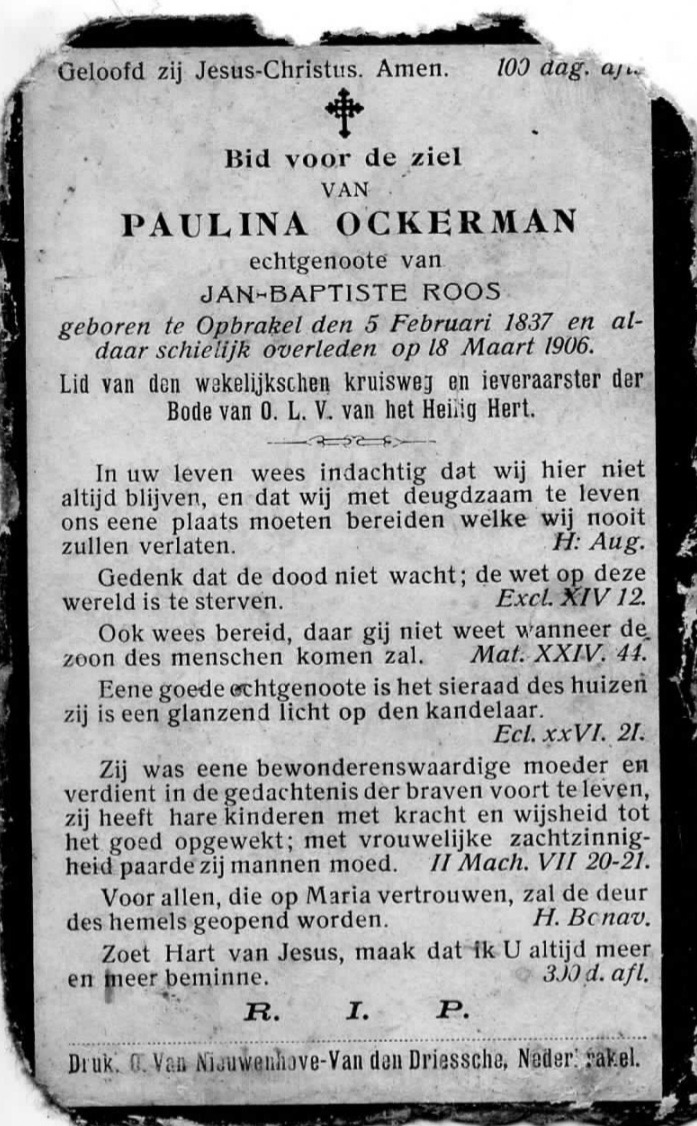 Geloofd zij Jesus-Christus. Amen. 100 dag. afl.
Bid voor de ziel
VAN
PAULINA OCKERMAN
echtgenoote van
JAN-BAPTISTE ROOS
geboren te Opbrakel den 5 Februari 1837 en al-
daar schielijk overleden op 18 Maart 1906.
Lid van den wekelijkschen kruisweg en ieveraarster der
Bode van O. L. V. van het Heilig Hert.
In uw leven wees indachtig dat wij hier niet
altijd blijven, en dat wij met deugdzaam te leven
ons eene plaats moeten bereiden welke wij nooit
zullen verlaten. H: Aug.
Gedenk dat de dood niet wacht; de wet op deze
wereld is te sterven. Excl. XIV 12.
Ook wees bereid, daar gij niet weet wanneer de
zoon des menschen komen zal. Mat. XXIV. 44.
Eene goede echtgenoote is het sieraad des huizen
zij is een glanzend licht op den kandelaar.
Ecl. xxVI. 21.
Zij was eene bewonderenswaardige moeder en
verdient in de gedachtenis der braven voort te leven,
zij heeft hare kinderen met kracht en wijsheid tot
het goed opgewekt; met vrouwelijke zachtzinnig-
heid paarde zij mannen moed. II Mach. VII 20-21.
Voor allen, die op Maria vertrouwen, zal de deur
des hemels geopend worden. H. Bonav.
Zoet Hart van Jesus, maak dat ik U altijd meer
en meer beminne. 300 d. afl.
R. I. P.
Druk. Van Nieuwenhove-Van den Driessche, Nederbrakel.